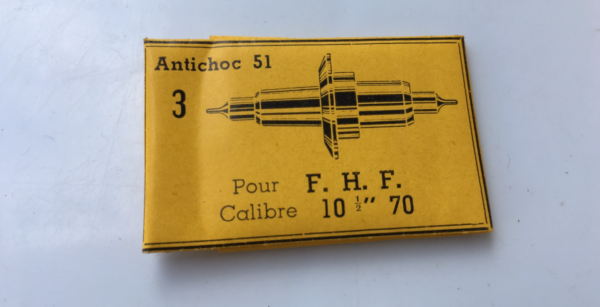 Antichoc 51
3
Pour F. H. F.
Calibre 10 ½''' 70